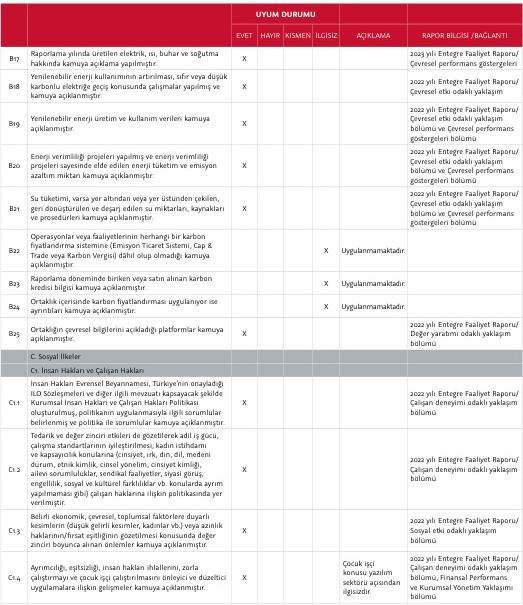 UYUM DURUMU
EVET HAYIR KISMEN İLGİSİZ AÇIKLAMA RAPOR BİLGİSİ /BAĞLANTI
B17 Raporlama yılında üretilen elektrik, ısı, buhar ve soğutma
hakkında kamuya açıklama yapılmıştır.
X
2023 yılı Entegre Faaliyet Raporu/
Çevresel performans göstergeleri
B18 Yenilenebilir enerji kullanımının artırılması, sıfır veya düşük
karbonlu elektriğe geçiş konusunda çalışmalar yapılmış ve
kamuya açıklanmıştır.
X
2022 yılı Entegre Faaliyet Raporu/
Çevresel etki odaklı yaklaşım
B19 Yenilenebilir enerji üretim ve kullanım verileri kamuya
açıklanmıştır.
X
2022 yılı Entegre Faaliyet Raporu/
Çevresel etki odaklı yaklaşım
bölümü ve Çevresel performans
göstergeleri bölümü
B20 Enerji verimliliği projeleri yapılmış ve enerji verimliliği
projeleri sayesinde elde edilen enerji tüketim ve emisyon
azaltım miktarı kamuya açıklanmıştır.
X
2022 yılı Entegre Faaliyet Raporu/
Çevresel etki odaklı yaklaşım
bölümü ve Çevresel performans
göstergeleri bölümü
B21 Su tüketimi, varsa yer altından veya yer üstünden çekilen,
geri dönüştürülen ve deşarj edilen su miktarları, kaynakları
ve prosedürleri kamuya açıklanmıştır.
X
2022 yılı Entegre Faaliyet Raporu/
Çevresel etki odaklı yaklaşım
bölümü ve Çevresel performans
göstergeleri bölümü
B22 Operasyonlar veya faaliyetlerinin herhangi bir karbon
fiyatlandırma sistemine (Emisyon Ticaret Sistemi, Cap &
Trade veya Karbon Vergisi) dâhil olup olmadığı kamuya
açıklanmıştır.
X Uygulanmamaktadır.
B23 Raporlama döneminde biriken veya satın alınan karbon
kredisi bilgisi kamuya açıklanmıştır.
X Uygulanmamaktadır.
B24 Ortaklık içerisinde karbon fiyatlandırması uygulanıyor ise
ayrıntıları kamuya açıklanmıştır.
X Uygulanmamaktadır.
B25 Ortaklığın çevresel bilgilerini açıkladığı platformlar kamuya
açıklanmıştır.
X
2022 yılı Entegre Faaliyet Raporu/
Değer yaratımı odaklı yaklaşım
bölümü
C. Sosyal İlkeler
C1. İnsan Hakları ve Çalışan Hakları
C1.1 İnsan Hakları Evrensel Beyannamesi, Türkiye'nin onayladığı
ILO Sözleşmeleri ve diğer ilgili mevzuatı kapsayacak şekilde
Kurumsal İnsan Hakları ve Çalışan Hakları Politikası
oluşturulmuş, politikanın uygulanmasıyla ilgili sorumlular
belirlenmiş ve politika ile sorumlular kamuya açıklanmıştır.
X
2022 yılı Entegre Faaliyet Raporu/
Çalışan deneyimi odaklı yaklaşım
bölümü
C1.2 Tedarik ve değer zinciri etkileri de gözetilerek adil iş gücü,
çalışma standartlarının iyileştirilmesi, kadın istihdamı
ve kapsayıcılık konularına (cinsiyet, ırk, din, dil, medeni
durum, etnik kimlik, cinsel yönelim, cinsiyet kimliği,
ailevi sorumluluklar, sendikal faaliyetler, siyasi görüş,
engellilik, sosyal ve kültürel farklılıklar vb. konularda ayrım
yapılmaması gibi) çalışan haklarına ilişkin politikasında yer
verilmiştir.
X
2022 yılı Entegre Faaliyet Raporu/
Çalışan deneyimi odaklı yaklaşım
bölümü
C1.3 Belirli ekonomik, çevresel, toplumsal faktörlere duyarlı
kesimlerin (düşük gelirli kesimler, kadınlar vb.) veya azınlık
haklarının/fırsat eşitliğinin gözetilmesi konusunda değer
zinciri boyunca alınan önlemler kamuya açıklanmıştır.
X
2022 yılı Entegre Faaliyet Raporu/
Sosyal etki odaklı yaklaşım
bölümü
C1.4 Ayrımcılığı, eşitsizliği, insan hakları ihlallerini, zorla
çalıştırmayı ve çocuk işçi çalıştırılmasını önleyici ve düzeltici
uygulamalara ilişkin gelişmeler kamuya açıklanmıştır.
X
Çocuk işçi
konusu yazılım
sektörü açısından
ilgisizdir.
2022 yılı Entegre Faaliyet Raporu/
Çalışan deneyimi odaklı yaklaşım
bölümü, Finansal Performans
ve Kurumsal Yönetim Yaklaşımı
bölümü.